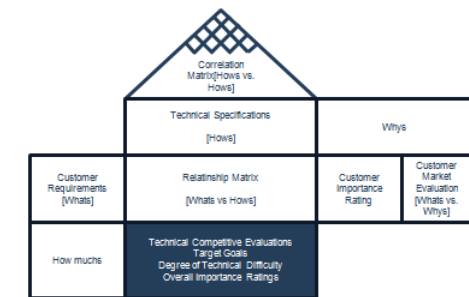 Correlation
Matrix[Hows vs.
Hows]
Technical Specifications
[Hows]
Whys
Customer
Requirements
[Whats]
Relatinship Matrix
[Whats vs Hows]
Customer
Importance
Rating
Customer
Market
Evaluation
[Whats vs.
Whys]
How muchs
Technical Competitive Evaluations
Target Goals
Degree of Technical Difficulty
Overall Importance Ratings